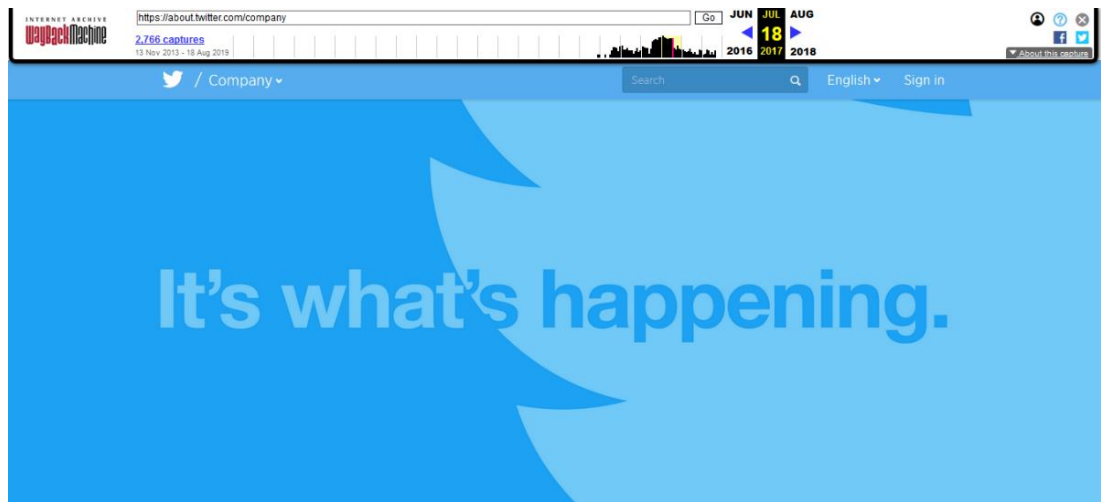 INTERNET ARCHIVE
WayBackMachine
https://about.twitter.com/company
Go
JUN JUL AUG
18
2016 2017 2018
2,766 captures
13 Nov 2013 - 18 Aug 2019
About this capture
/ Company
Search
English
Sign in
It's what's happening.